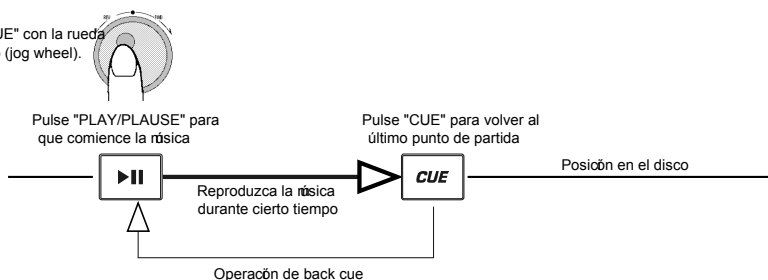 REV FWD
UE" con la rueda
(jog wheel).
Pulse "PLAY/PLAUSE" para
que comience la música
Pulse "CUE" para volver al
último punto de partida
CUE
Posición en el disco
Reproduzca la música
durante cierto tiempo
Operación de back cue